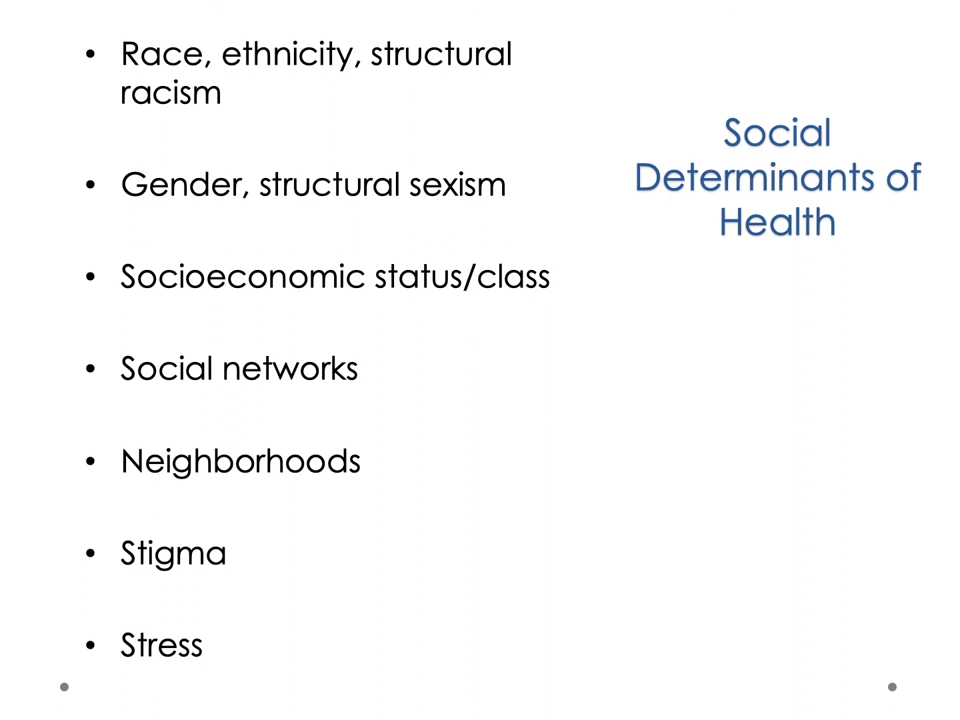 • Race, ethnicity, structural
racism
• Gender, structural sexism
• Socioeconomic status/class
• Social networks
• Neighborhoods
• Stigma
• Stress
Social
Determinants of
Health